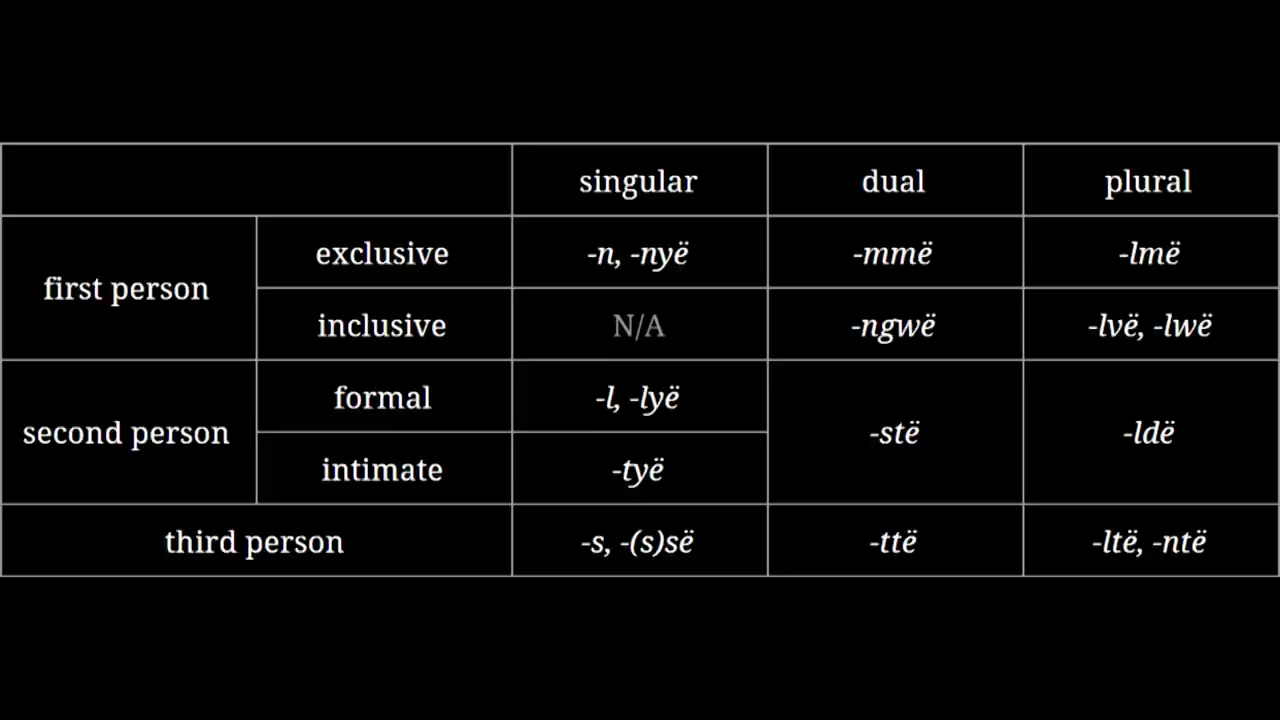 singular dual plural
exclusive -n, -nyë -mmë -lmë
first person
inclusive N/A -ngwë -lvë, -lwë
formal -l, -lyë
second person -stë -ldë
intimate -tyë
third person -s, -(s)së -ttë -ltë, -ntë